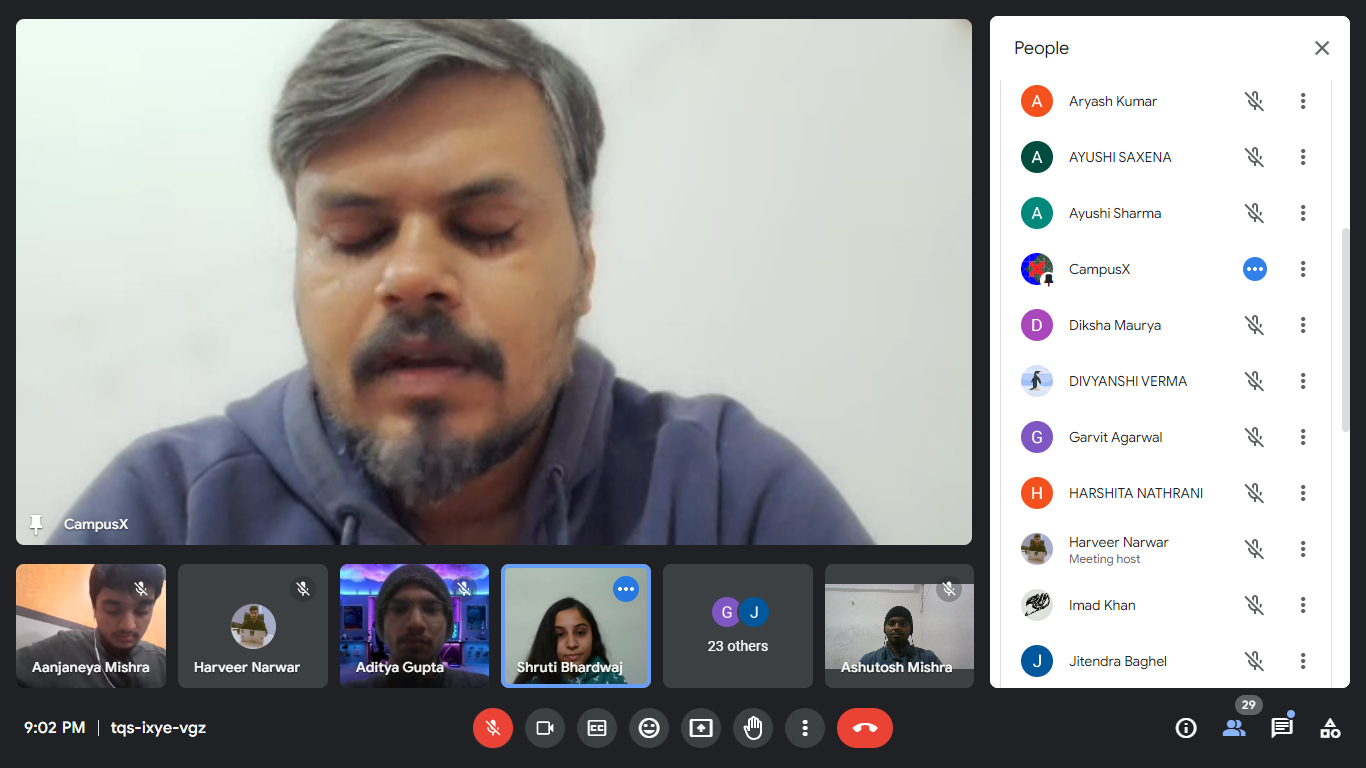 CampusX
Aanjaneya Mishra
Harveer Narwar
Aditya Gupta
Shruti Bhardwaj
G
J
23 others
Ashutosh Mishra
9:02 PM
tqs-ixye-vgz
CC
People
A
Aryash Kumar
A
AYUSHI SAXENA
A
Ayushi Sharma
CampusX
D
Diksha Maurya
DIVYANSHI VERMA
G
Garvit Agarwal
H
HARSHITA NATHRANI
Harveer Narwar
Meeting host
Imad Khan
J
Jitendra Baghel
29